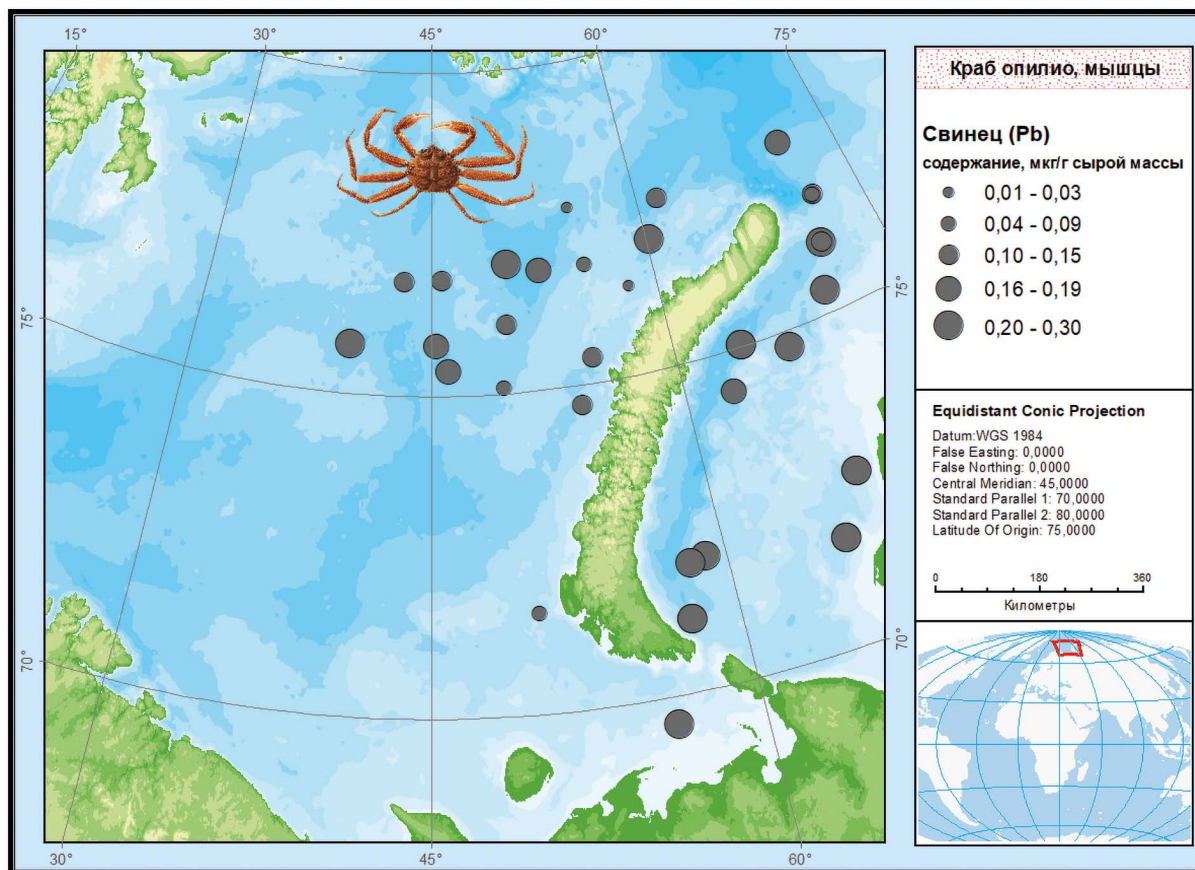 15° 30° 45° 60° 75°
75°
75°
70°
70°
30° 45° 60°
Краб опилио, мышцы
Свинец (Pb)
содержание, мкг/г сырой массы
0,01 - 0,03
0,04 - 0,09
0,10 - 0,15
0,16 - 0,19
0,20 - 0,30
Equidistant Conic Projection
Datum:WGS 1984
False Easting: 0,0000
False Northing: 0,0000
Central Meridian: 45,0000
Standard Parallel 1: 70,0000
Standard Parallel 2: 80,0000
Latitude Of Origin: 75,0000
0 180 360
Километры